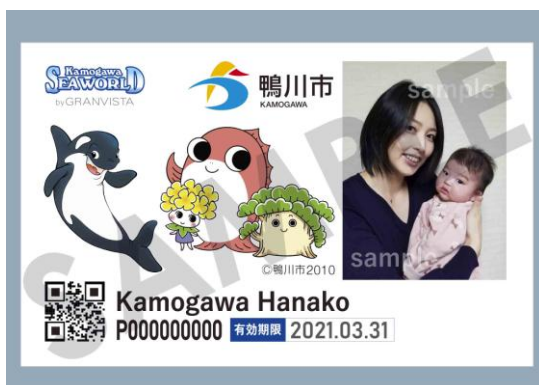 Kamogawa
SEAWORLD
by GRANVISTA
鴨川市
KAMOGAWA
sample
SAMPLE
©鴨川市2010
sample
Kamogawa Hanako
P000000000 有効期限 2021.03.31